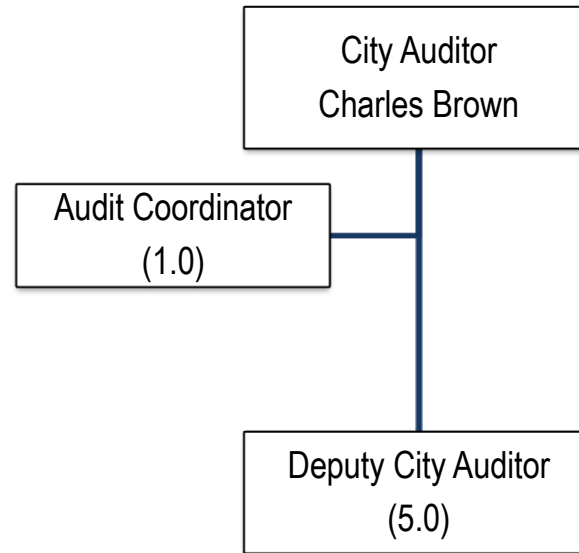 City Auditor
Charles Brown
Audit Coordinator
(1.0)
Deputy City Auditor
(5.0)